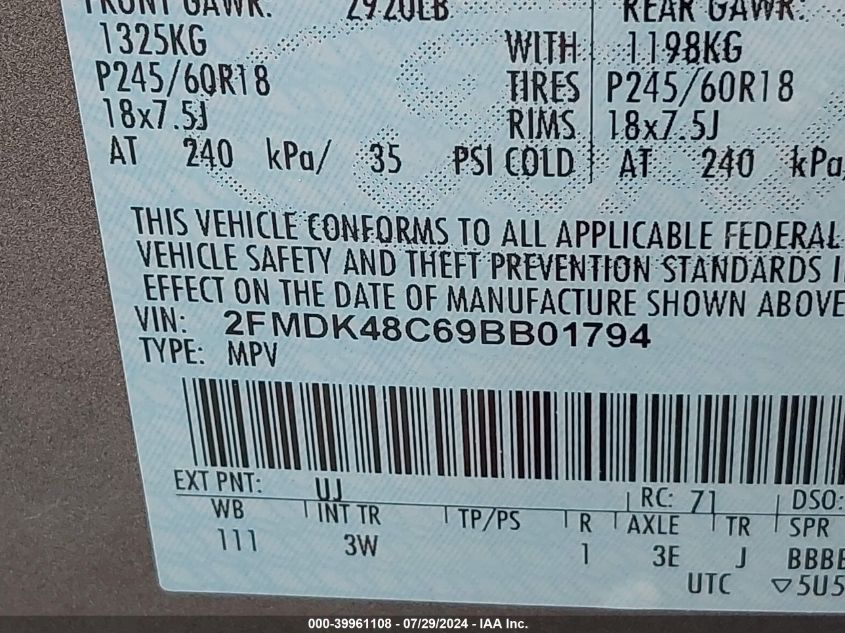 FRONT GAWR: 2920LB REAR GAWR:
1325KG WITH 1198KG
P245/60R18 TIRES P245/60R18
18x7.5J RIMS 18x7.5J
AT 240 kPa/ 35 PSI COLD AT 240 kPa/
THIS VEHICLE CONFORMS TO ALL APPLICABLE FEDERAL
VEHICLE SAFETY AND THEFT PREVENTION STANDARDS I
EFFECT ON THE DATE OF MANUFACTURE SHOWN ABOVE
VIN: 2FMDK48C69BB01794
TYPE: MPV
EXT PNT: UJ RC: 71 DSO:
WB INT TR TP/PS R AXLE TR SPR
111 3W 1 3E J BBBB
UTC ▽5U5
000-39961108 - 07/29/2024 - IAA Inc.